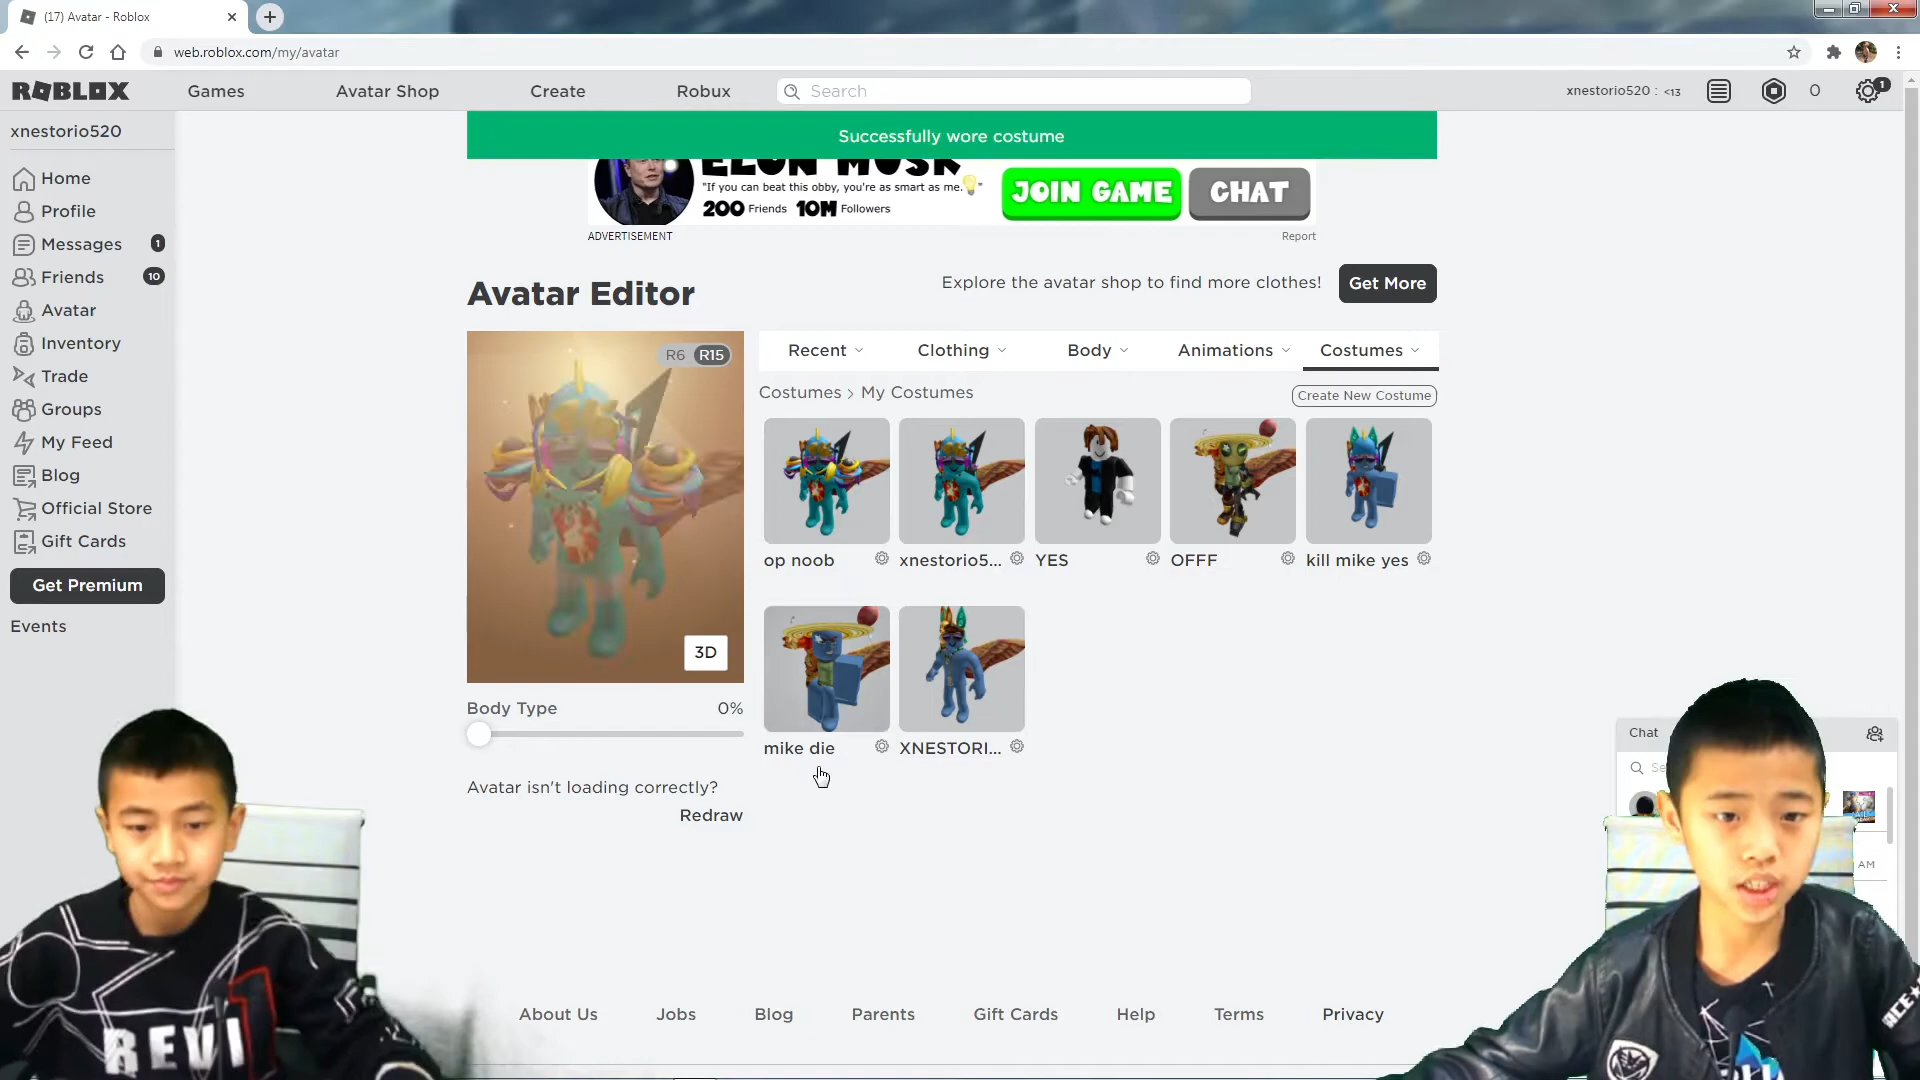 (17) Avatar - Roblox
web.roblox.com/my/avatar
ROBLOX
Games
Avatar Shop
Create
Robux
Search
xnestorio520 : <13
0
1
xnestorio520
Home
Profile
Messages
1
Friends
10
Avatar
Inventory
Trade
Groups
My Feed
Blog
Official Store
Gift Cards
Get Premium
Events
Successfully wore costume
ELON MUSK
"If you can beat this obby, you're as smart as me.
200 Friends 10M Followers
JOIN GAME
CHAT
ADVERTISEMENT
Report
Avatar Editor
Explore the avatar shop to find more clothes!
Get More
R6 R15
3D
Body Type 0%
Avatar isn't loading correctly?
Redraw
Recent
Clothing
Body
Animations
Costumes
Costumes > My Costumes
Create New Costume
op noob
xnestorio5...
YES
OFFF
kill mike yes
mike die
XNESTORI...
Chat
AM
REVI
About Us
Jobs
Blog
Parents
Gift Cards
Help
Terms
Privacy